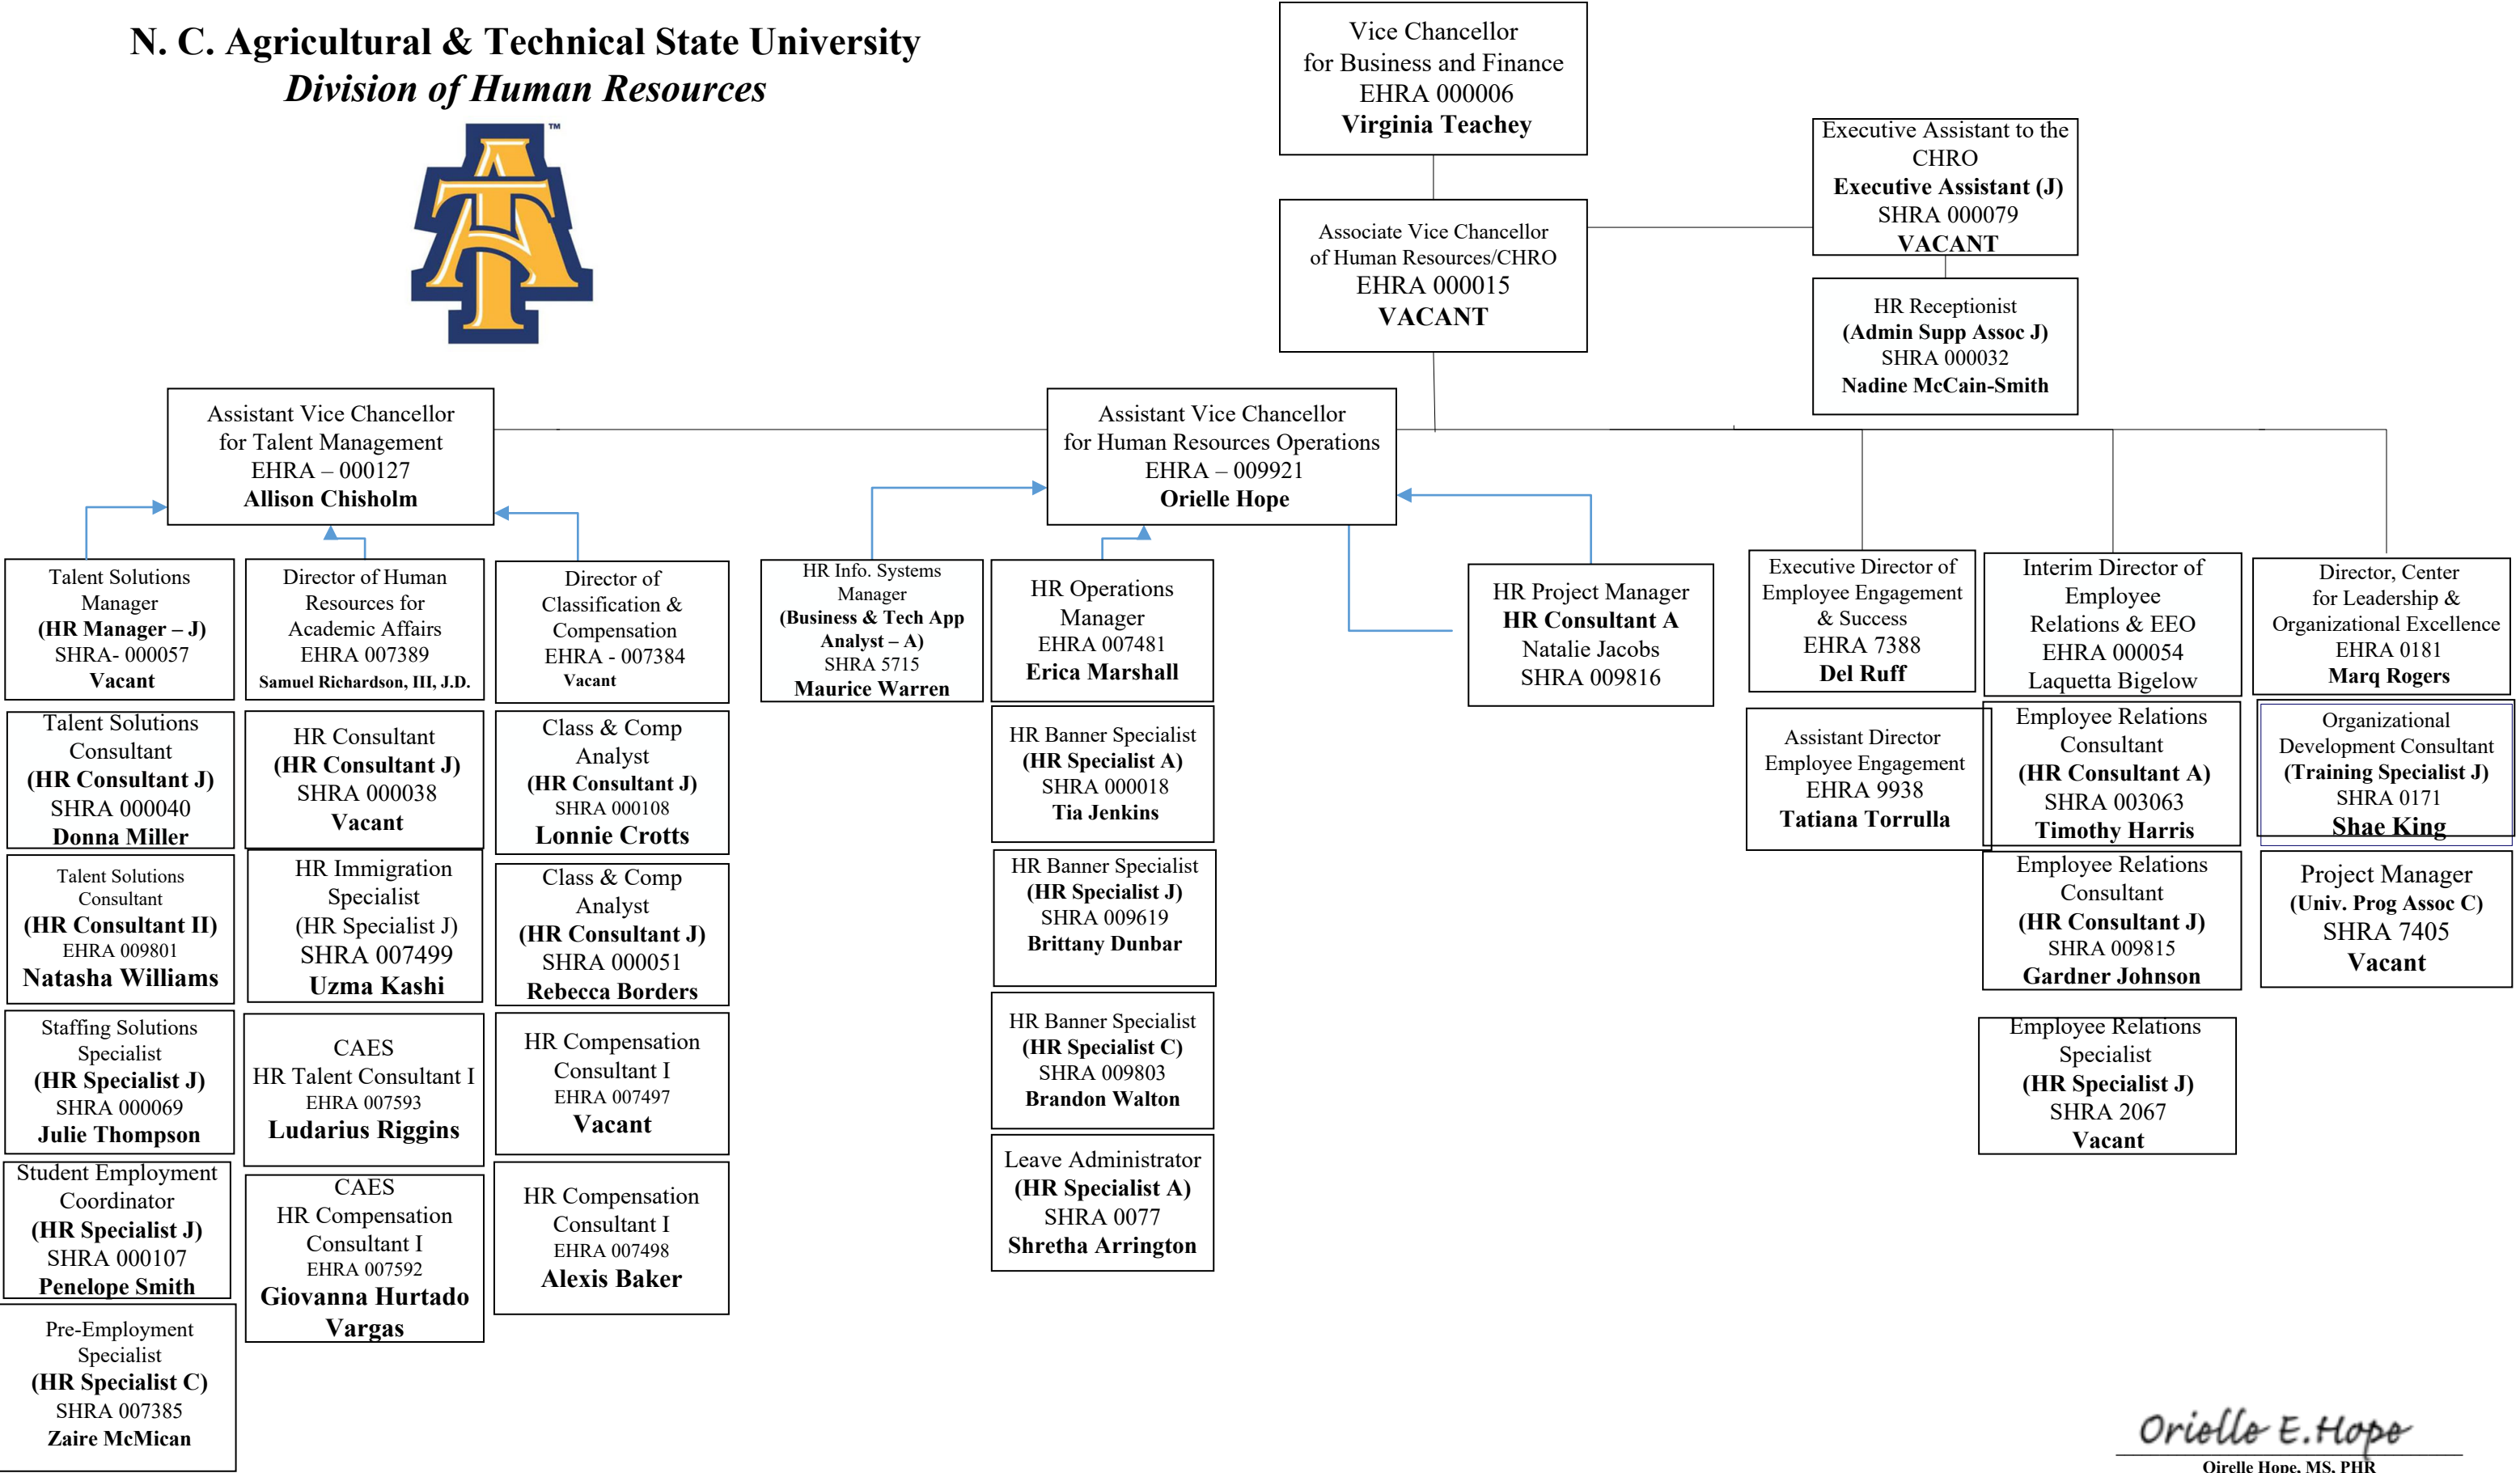 N. C. Agricultural & Technical State University
Division of Human Resources
™
Vice Chancellor
for Business and Finance
EHRA 000006
Virginia Teachey
Executive Assistant to the
CHRO
Executive Assistant (J)
SHRA 000079
VACANT
Associate Vice Chancellor
of Human Resources/CHRO
EHRA 000015
VACANT
HR Receptionist
(Admin Supp Assoc J)
SHRA 000032
Nadine McCain-Smith
Assistant Vice Chancellor
for Talent Management
EHRA – 000127
Allison Chisholm
Assistant Vice Chancellor
for Human Resources Operations
EHRA – 009921
Orielle Hope
Talent Solutions
Manager
(HR Manager – J)
SHRA- 000057
Vacant
Talent Solutions
Consultant
(HR Consultant J)
SHRA 000040
Donna Miller
Talent Solutions
Consultant
(HR Consultant II)
EHRA 009801
Natasha Williams
Staffing Solutions
Specialist
(HR Specialist J)
SHRA 000069
Julie Thompson
Student Employment
Coordinator
(HR Specialist J)
SHRA 000107
Penelope Smith
Pre-Employment
Specialist
(HR Specialist C)
SHRA 007385
Zaire McMican
Director of Human
Resources for
Academic Affairs
EHRA 007389
Samuel Richardson, III, J.D.
HR Consultant
(HR Consultant J)
SHRA 000038
Vacant
HR Immigration
Specialist
(HR Specialist J)
SHRA 007499
Uzma Kashi
CAES
HR Talent Consultant I
EHRA 007593
Ludarius Riggins
CAES
HR Compensation
Consultant I
EHRA 007592
Giovanna Hurtado
Vargas
Director of
Classification &
Compensation
EHRA - 007384
Vacant
Class & Comp
Analyst
(HR Consultant J)
SHRA 000108
Lonnie Crotts
Class & Comp
Analyst
(HR Consultant J)
SHRA 000051
Rebecca Borders
HR Compensation
Consultant I
EHRA 007497
Vacant
HR Compensation
Consultant I
EHRA 007498
Alexis Baker
HR Info. Systems
Manager
(Business & Tech App
Analyst – A)
SHRA 5715
Maurice Warren
HR Operations
Manager
EHRA 007481
Erica Marshall
HR Banner Specialist
(HR Specialist A)
SHRA 000018
Tia Jenkins
HR Banner Specialist
(HR Specialist J)
SHRA 009619
Brittany Dunbar
HR Banner Specialist
(HR Specialist C)
SHRA 009803
Brandon Walton
Leave Administrator
(HR Specialist A)
SHRA 0077
Shretha Arrington
HR Project Manager
HR Consultant A
Natalie Jacobs
SHRA 009816
Executive Director of
Employee Engagement
& Success
EHRA 7388
Del Ruff
Assistant Director
Employee Engagement
EHRA 9938
Tatiana Torrulla
Interim Director of
Employee
Relations & EEO
EHRA 000054
Laquetta Bigelow
Employee Relations
Consultant
(HR Consultant A)
SHRA 003063
Timothy Harris
Employee Relations
Consultant
(HR Consultant J)
SHRA 009815
Gardner Johnson
Employee Relations
Specialist
(HR Specialist J)
SHRA 2067
Vacant
Director, Center
for Leadership &
Organizational Excellence
EHRA 0181
Marq Rogers
Organizational
Development Consultant
(Training Specialist J)
SHRA 0171
Shae King
Project Manager
(Univ. Prog Assoc C)
SHRA 7405
Vacant
Orielle E. Hope
Oirelle Hope, MS, PHR